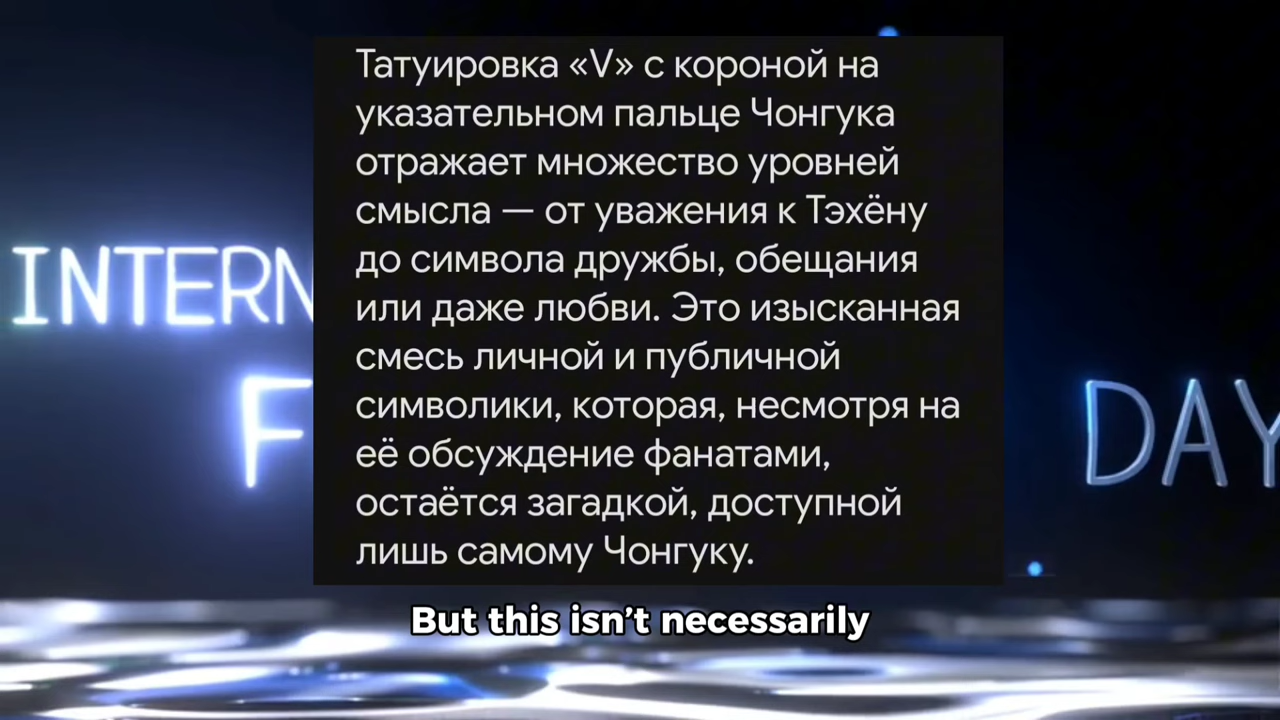 Татуировка «V» с короной на
указательном пальце Чонгука
отражает множество уровней
смысла — от уважения к Тэхёну
до символа дружбы, обещания
или даже любви. Это изысканная
смесь личной и публичной
символики, которая, несмотря на
её обсуждение фанатами,
остаётся загадкой, доступной
лишь самому Чонгуку.
INTERN
F DAY
But this isn't necessarily